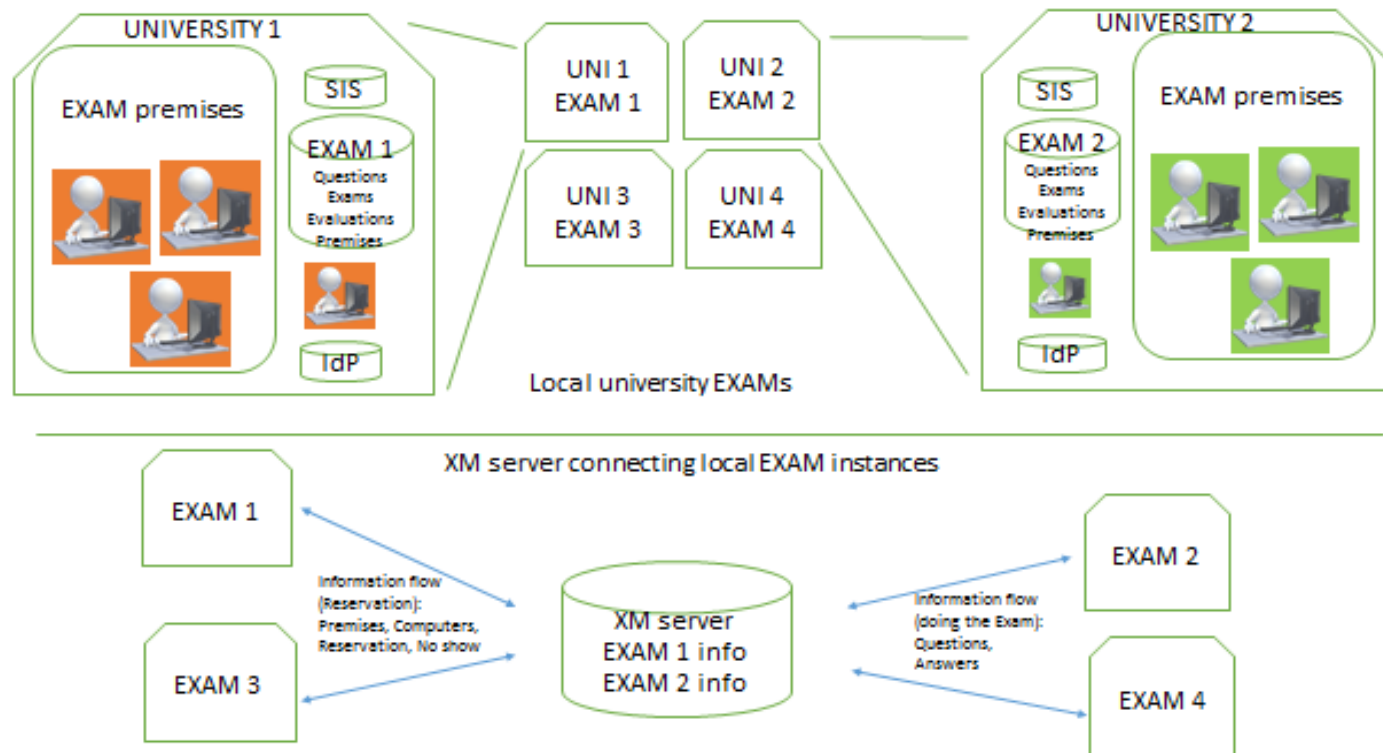 UNIVERSITY 1
EXAM premises
SIS
EXAM 1
Questions
Exams
Evaluations
Premises
IdP
UNI 1
EXAM 1
UNI 2
EXAM 2
UNI 3
EXAM 3
UNI 4
EXAM 4
Local university EXAMs
UNIVERSITY 2
SIS
EXAM 2
Questions
Exams
Evaluations
Premises
IdP
EXAM premises
XM server connecting local EXAM instances
EXAM 1
EXAM 3
Information flow
(Reservation):
Premises, Computers,
Reservation, No show
XM server
EXAM 1 info
EXAM 2 info
Information flow
(doing the Exam):
Questions,
Answers
EXAM 2
EXAM 4